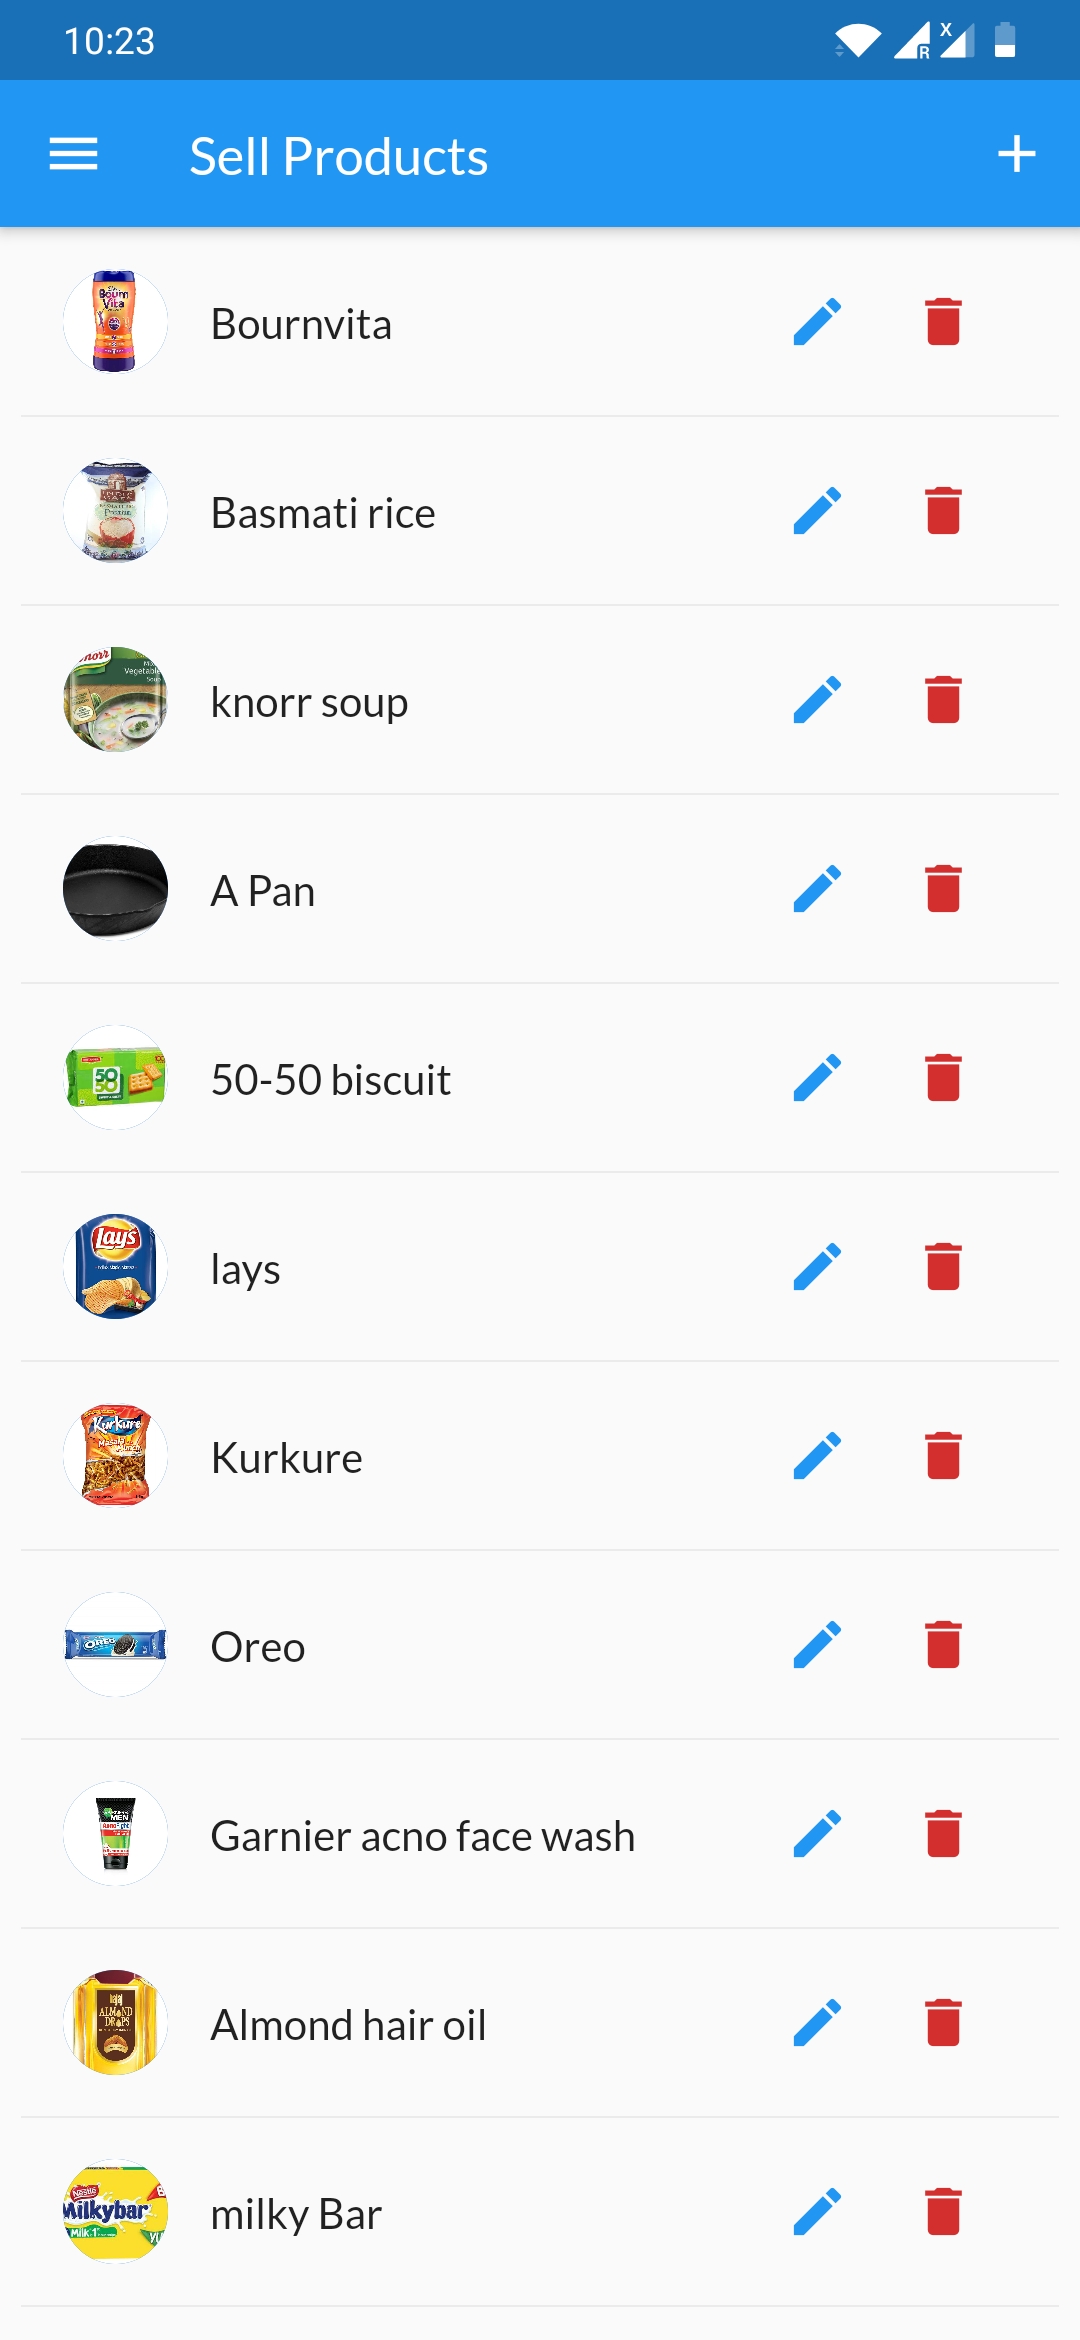 10:23
R
X
Sell Products
Bournvita
Basmati rice
knorr soup
A Pan
50-50 biscuit
lays
Kurkure
Oreo
Garnier acno face wash
Almond hair oil
milky Bar